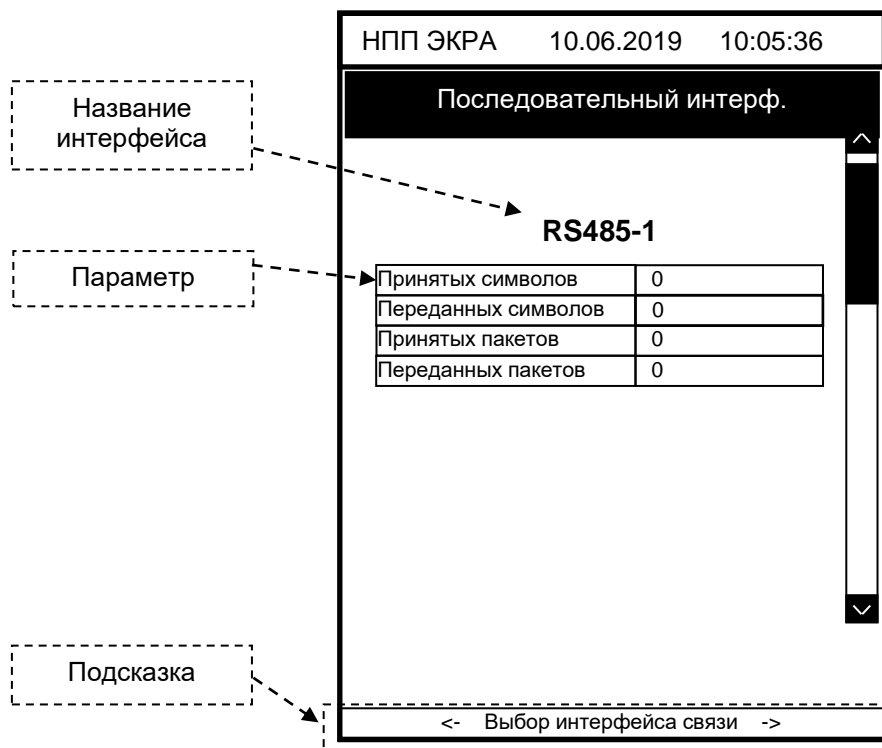 НПП ЭКРА 10.06.2019 10:05:36
Последовательный интерф.
Название
интерфейса
RS485-1
Параметр
Принятых символов 0
Переданных символов 0
Принятых пакетов 0
Переданных пакетов 0
Подсказка
<- Выбор интерфейса связи ->